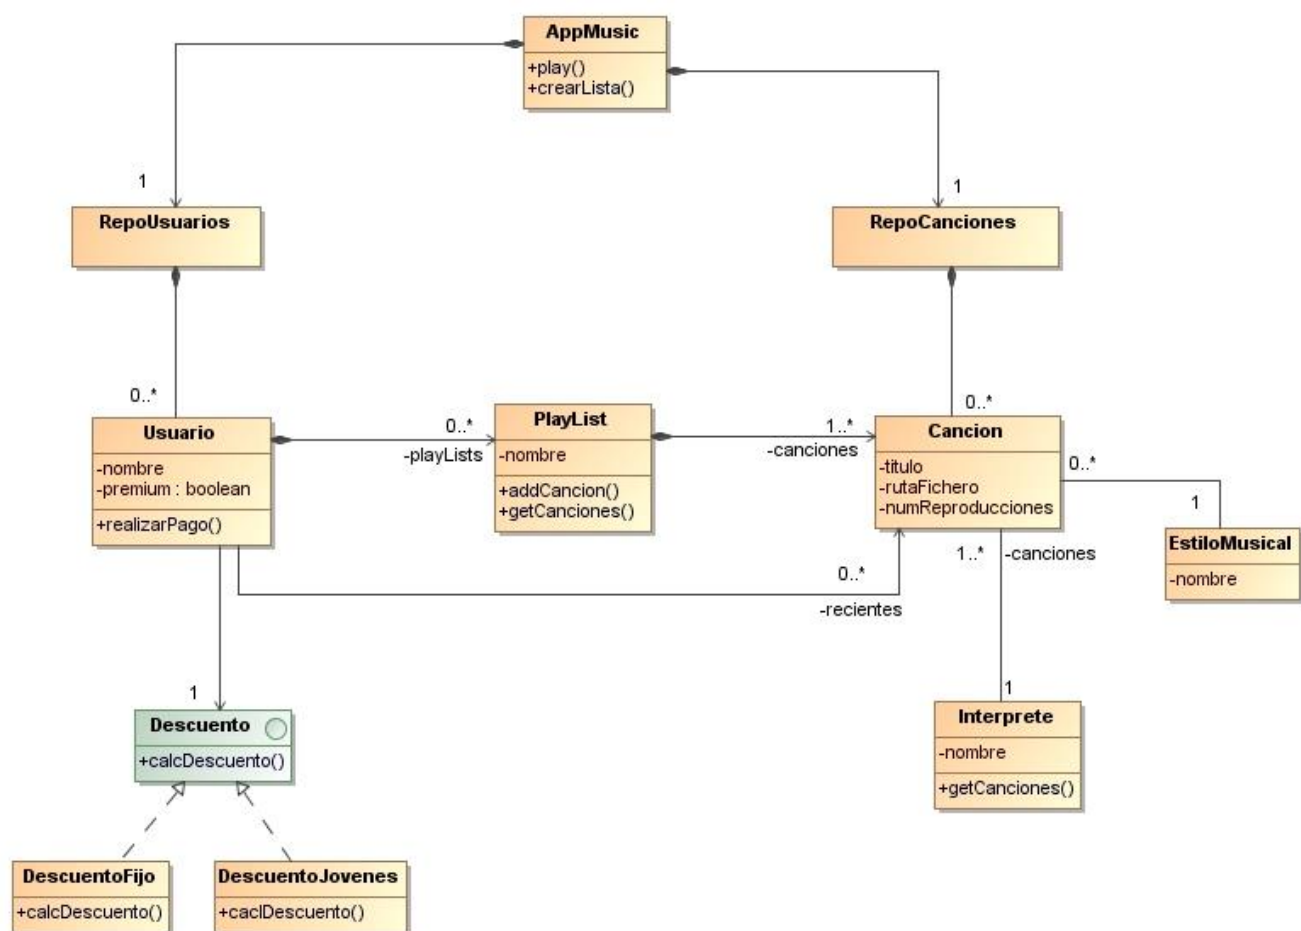 AppMusic
+play()
+crearLista()
1
1
RepoUsuarios
RepoCanciones
0..*
0..*
Usuario
-nombre
-premium : boolean
+realizarPago()
0..*
-playLists
PlayList
-nombre
+addCancion()
+getCanciones()
1..*
-canciones
Cancion
-titulo
-rutaFichero
-numReproducciones
0..*
1
EstiloMusical
-nombre
1..*
-canciones
0..*
-recientes
1
1
Descuento
+calcDescuento()
Interprete
-nombre
+getCanciones()
DescuentoFijo
+calcDescuento()
DescuentoJovenes
+caclDescuento()